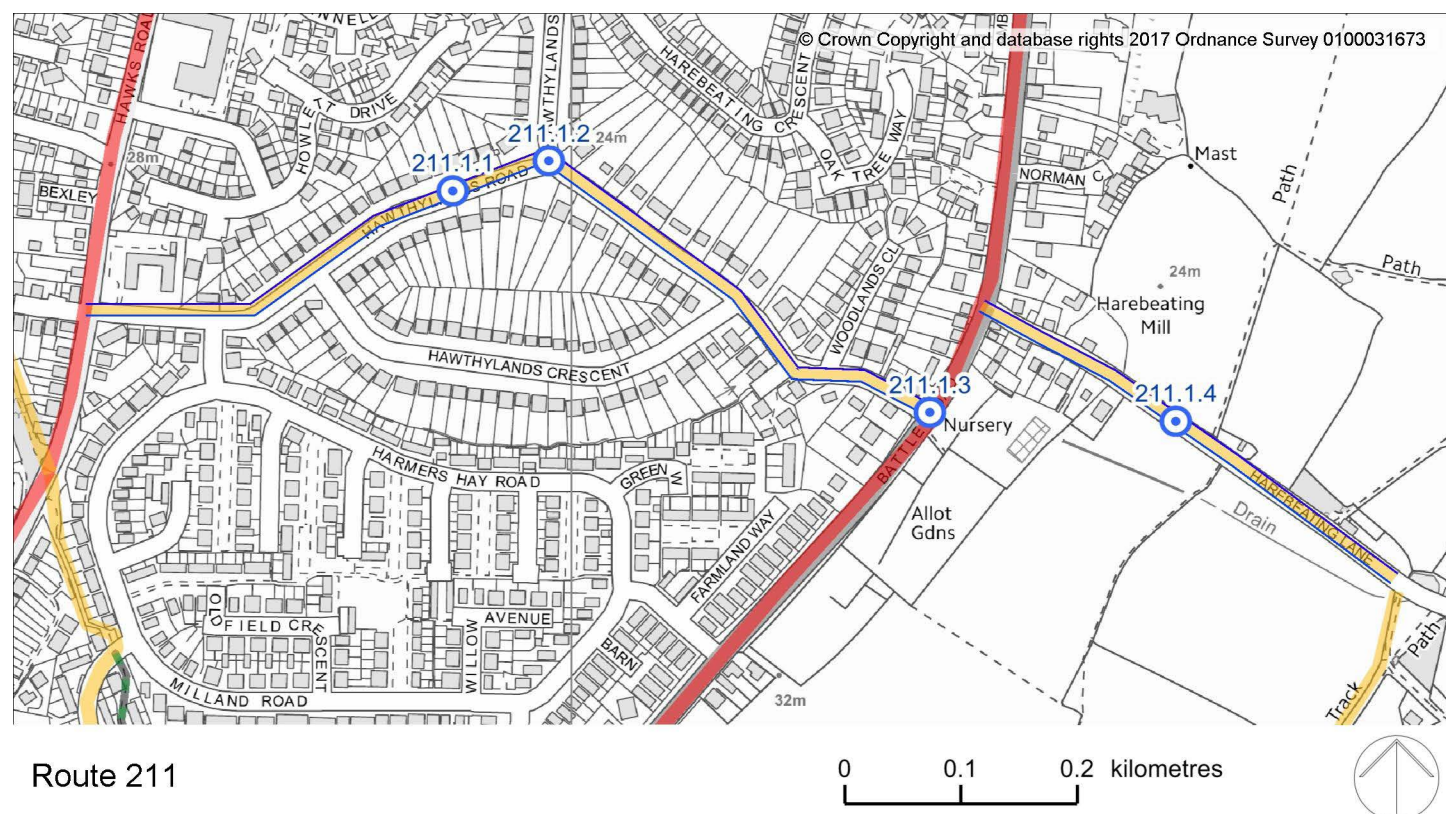 NNELL
HAWKS ROAD
© Crown Copyright and database rights 2017 Ordnance Survey 0100031673
HAREBEATING CRESCENT
HAWTHYLANDS
HOWLETT DRIVE
211.1.2
24m
211.1.1
28m
BEXLEY
HAWTHYL
S ROAD
OAK TREE WAY
NORMAN C
Mast
Path
Path
24m
Harebeating
Mill
WOODLANDS CL
HAWTHYLANDS CRESCENT
211.1.3
211.1.4
Nursery
BATTLE
HARMERS HAY ROAD
GREEN W
HAREBEATING LANE
Drain
Allot
Gdns
FARMLAND WAY
OLD FIELD CRESCENT
WILLOW AVENUE
BARN
MILLAND ROAD
32m
Path
Track
Route 211
0 0.1 0.2 kilometres